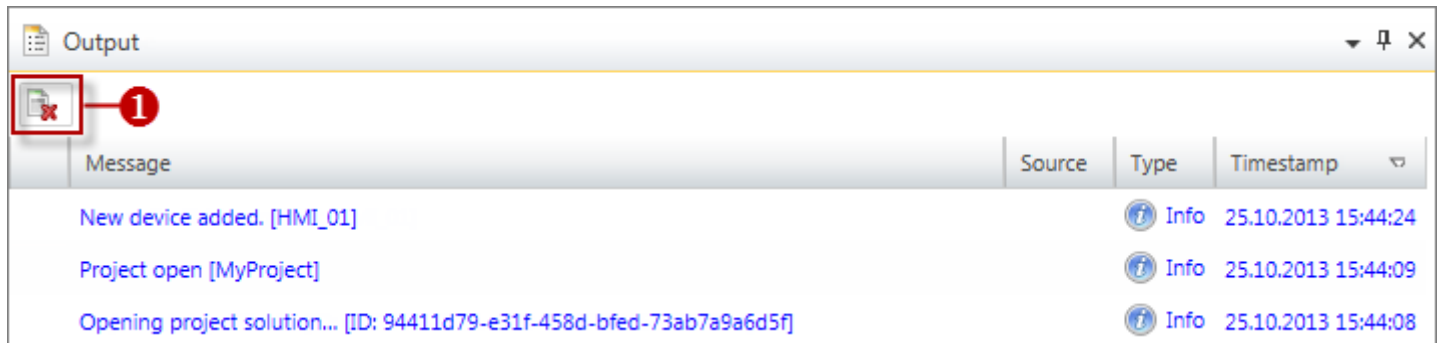 Output
1
Message Source Type Timestamp
New device added. [HMI_01] Info 25.10.2013 15:44:24
Project open [MyProject] Info 25.10.2013 15:44:09
Opening project solution... [ID: 94411d79-e31f-458d-bfed-73ab7a9a6d5f] Info 25.10.2013 15:44:08